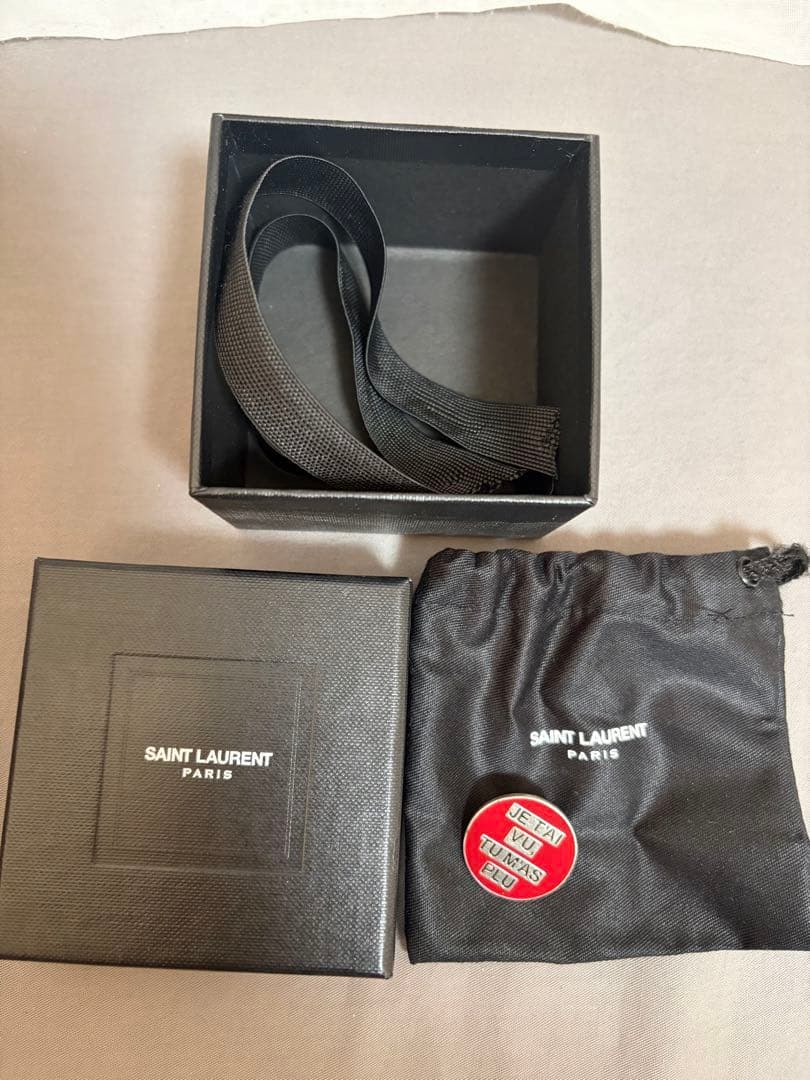 SAINT LAURENT
PARIS
SAINT LAURENT
PARIS
JE T'AI
VU,
TU M'AS
PLU